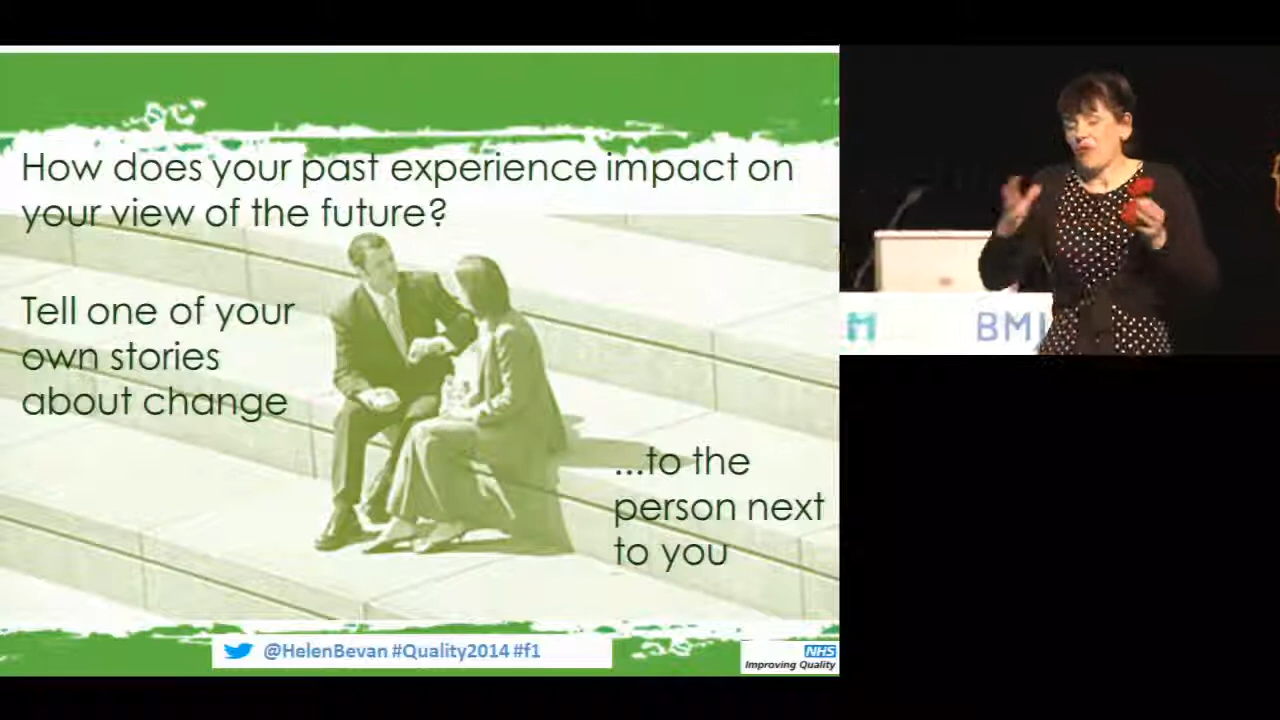 How does your past experience impact on
your view of the future?
Tell one of your
own stories
about change
...to the
person next
to you
@HelenBevan #Quality2014 #f1
NHS
Improving Quality
M
BMJ